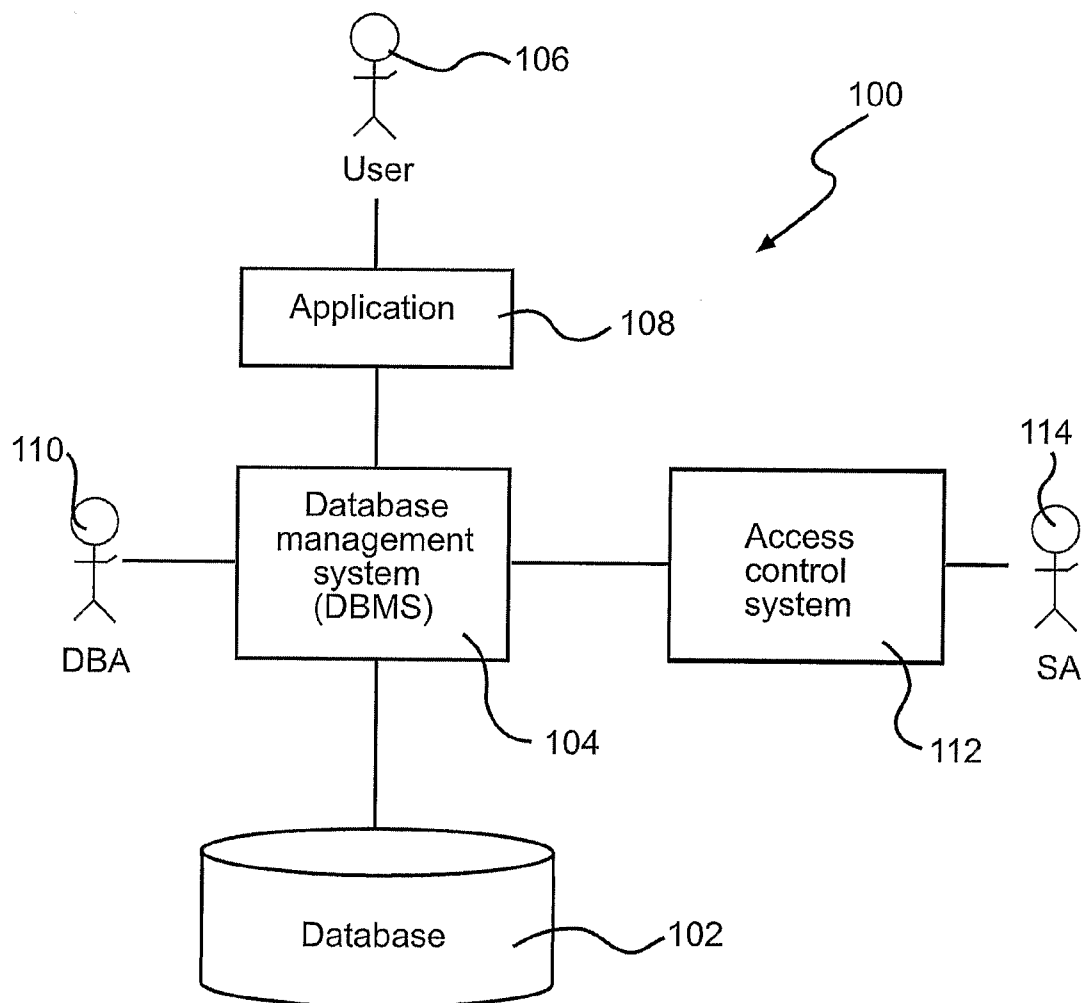 106
100
User
Application
108
110
114
Database
management
system
(DBMS)
Access
control
system
DBA
SA
104
112
Database
102